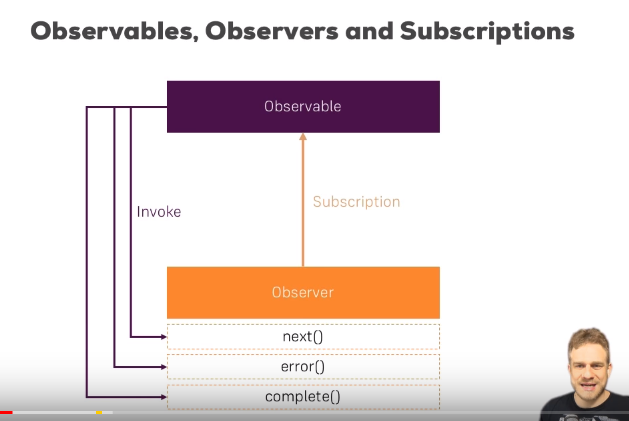 Observables, Observers and Subscriptions
Observable
Invoke
Subscription
Observer
next()
error()
complete()